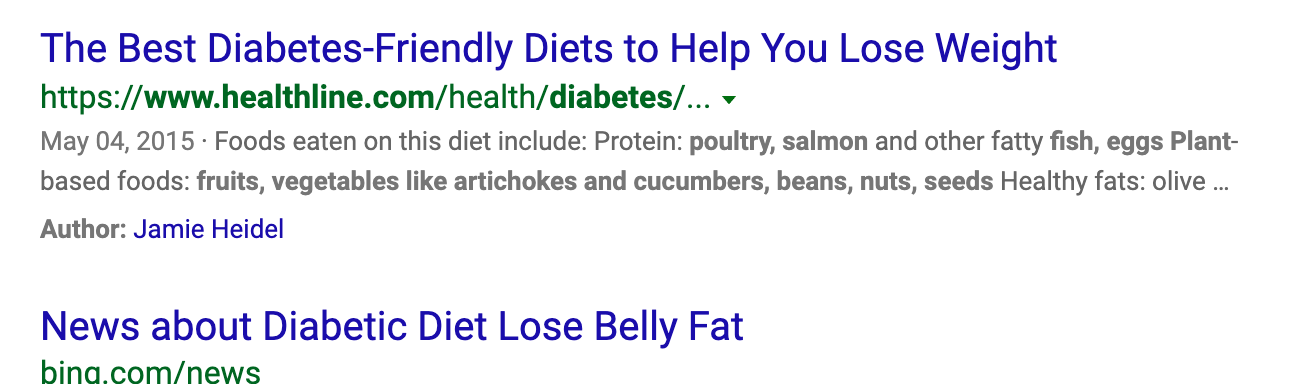 The Best Diabetes-Friendly Diets to Help You Lose Weight
https://www.healthline.com/health/diabetes/...
May 04, 2015 · Foods eaten on this diet include: Protein: poultry, salmon and other fatty fish, eggs Plant-
based foods: fruits, vegetables like artichokes and cucumbers, beans, nuts, seeds Healthy fats: olive ...
Author: Jamie Heidel
News about Diabetic Diet Lose Belly Fat
bing.com/news